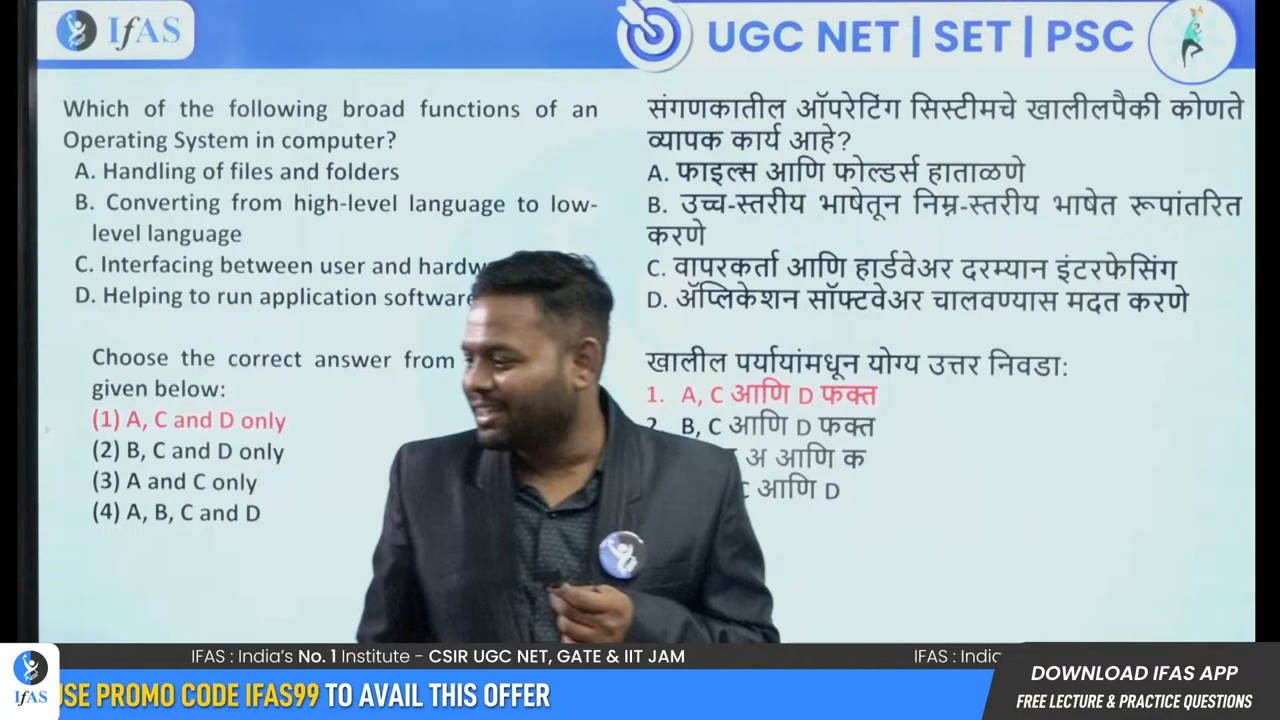 IfAS
UGC NET | SET | PSC
Which of the following broad functions of an
Operating System in computer?
A. Handling of files and folders
B. Converting from high-level language to low-
level language
C. Interfacing between user and hardw
D. Helping to run application software
Choose the correct answer from
given below:
(1) A, C and D only
(2) B, C and D only
(3) A and C only
(4) A, B, C and D
संगणकातील ऑपरेटिंग सिस्टीमचे खालीलपैकी कोणते
व्यापक कार्य आहे?
A. फाइल्स आणि फोल्डर्स हाताळणे
B. उच्च-स्तरीय भाषेतून निम्न-स्तरीय भाषेत रूपांतरित
करणे
C. वापरकर्ता आणि हार्डवेअर दरम्यान इंटरफेसिंग
D. ॲप्लिकेशन सॉफ्टवेअर चालवण्यास मदत करणे
खालील पर्यायांमधून योग्य उत्तर निवडा:
1. A, C आणि D फक्त
2. B, C आणि D फक्त
अ आणि क
C आणि D
IFAS : India's No. 1 Institute - CSIR UGC NET, GATE & IIT JAM
IFAS : India
IfAS
USE PROMO CODE IFAS99 TO AVAIL THIS OFFER
DOWNLOAD IFAS APP
FREE LECTURE & PRACTICE QUESTIONS